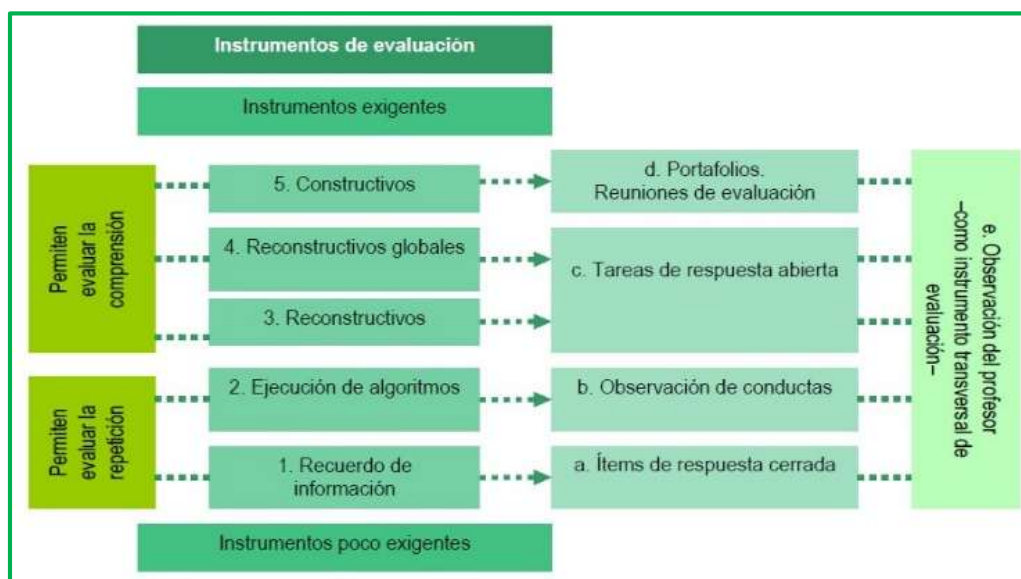 Instrumentos de evaluación
Instrumentos exigentes
Permiten
evaluar la
comprensión
5. Constructivos
d. Portafolios.
Reuniones de evaluación
4. Reconstructivos globales
c. Tareas de respuesta abierta
3. Reconstructivos
Permiten
evaluar la
repetición
2. Ejecución de algoritmos
b. Observación de conductas
1. Recuerdo de
información
a. Ítems de respuesta cerrada
e. Observación del profesor
–como instrumento transversal de
evaluación–
Instrumentos poco exigentes